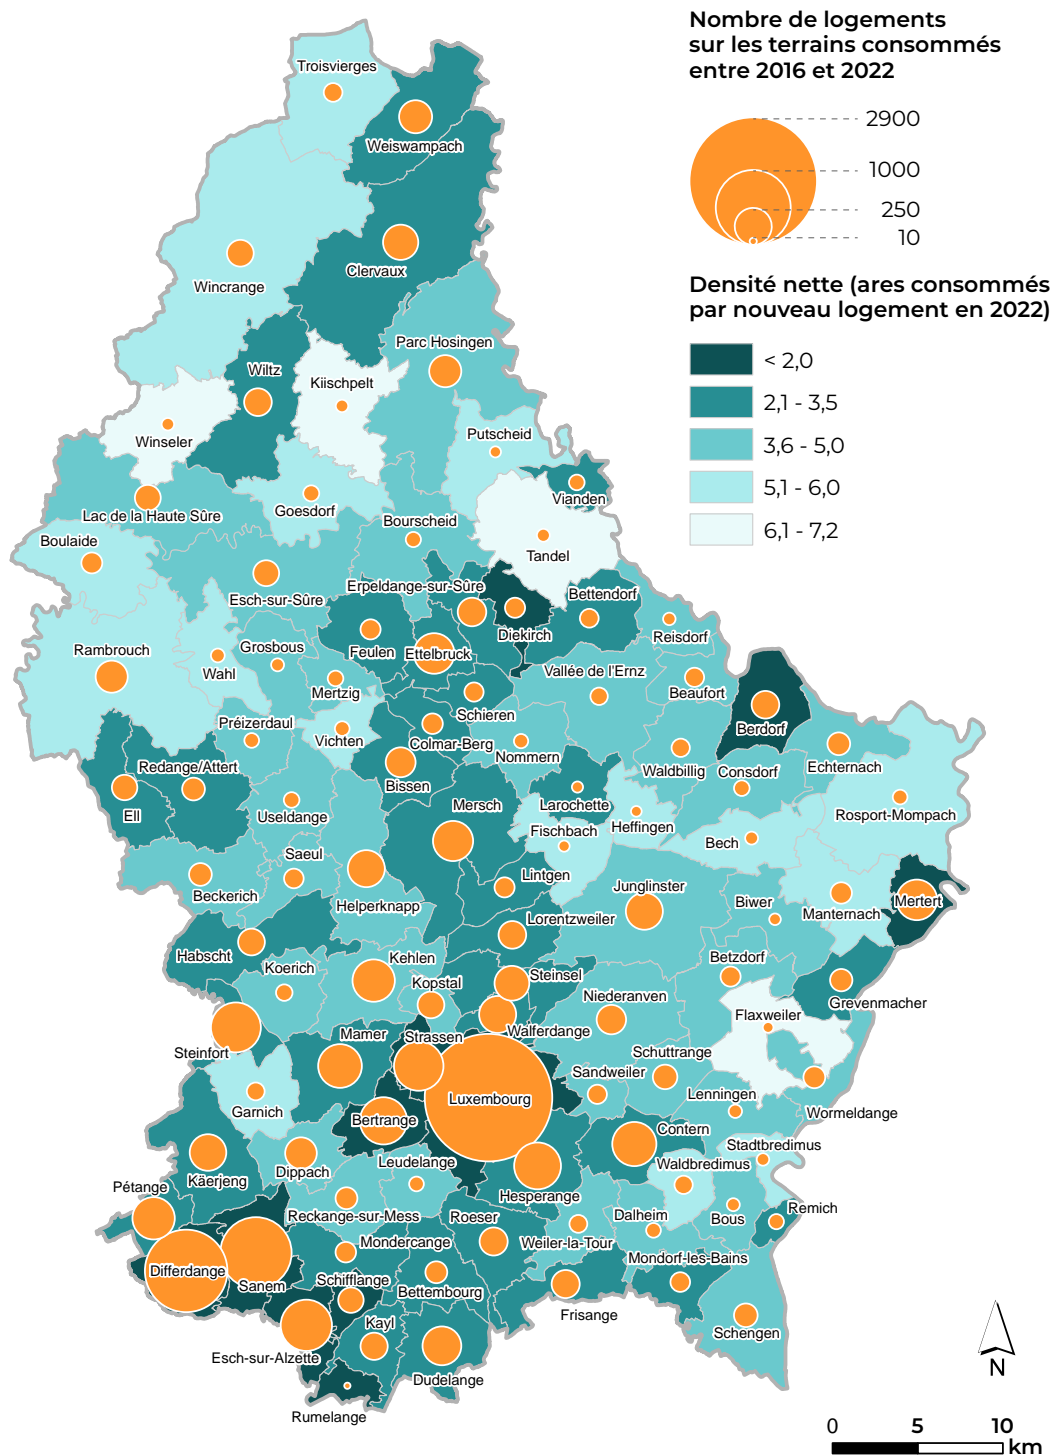 Nombre de logements
sur les terrains consommés
entre 2016 et 2022
2900
1000
250
10
Densité nette (ares consommés
par nouveau logement en 2022)
< 2,0
2,1 - 3,5
3,6 - 5,0
5,1 - 6,0
6,1 - 7,2
Troisvierges
Weiswampach
Clervaux
Wincrange
Parc Hosingen
Wiltz
Kiischpelt
Putscheid
Winseler
Vianden
Goesdorf
Lac de la Haute Sûre
Bourscheid
Boulaide
Tandel
Erpeldange-sur-Sûre
Bettendorf
Esch-sur-Sûre
Diekirch
Reisdorf
Grosbous
Feulen
Ettelbruck
Rambrouch
Wahl
Vallée de l'Ernz
Mertzig
Beaufort
Schieren
Préizerdaul
Berdorf
Vichten
Colmar-Berg
Nommern
Redange/Attert
Waldbillig
Consdorf
Echternach
Bissen
Mersch
Larochette
Ell
Useldange
Rosport-Mompach
Fischbach
Heffingen
Bech
Saeul
Lintgen
Junglinster
Beckerich
Helperknapp
Biwer
Mertert
Manternach
Lorentzweiler
Habscht
Kehlen
Betzdorf
Koerich
Kopstal
Steinsel
Niederanven
Grevenmacher
Flaxweiler
Mamer
Strassen
Walferdange
Steinfort
Schuttrange
Sandweiler
Lenningen
Luxembourg
Garnich
Wormeldange
Bertrange
Contern
Stadtbredimus
Leudelange
Waldbredimus
Dippach
Käerjeng
Pétange
Hesperange
Remich
Reckange-sur-Mess
Roeser
Dalheim
Bous
Mondercange
Weiler-la-Tour
Mondorf-les-Bains
Differdange
Sanem
Schifflange
Bettembourg
Frisange
Kayl
Schengen
Esch-sur-Alzette
Dudelange
Rumelange
N
0 5 10
km